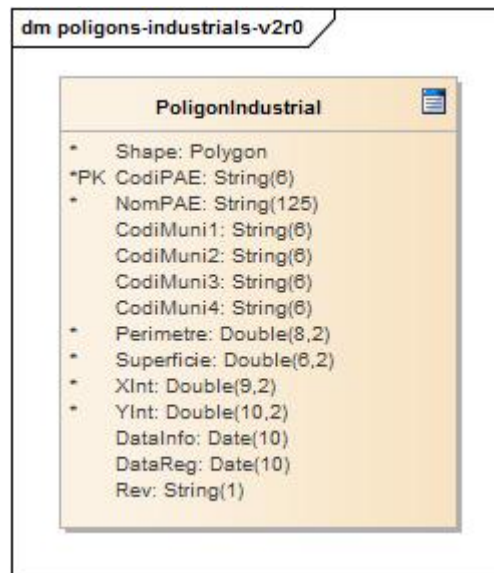 dm poligons-industrials-v2r0
PoligonIndustrial
* Shape: Polygon
*PK CodiPAE: String(6)
* NomPAE: String(125)
CodiMuni1: String(6)
CodiMuni2: String(6)
CodiMuni3: String(6)
CodiMuni4: String(6)
* Perimetre: Double(8,2)
* Superficie: Double(6,2)
* XInt: Double(9,2)
* YInt: Double(10,2)
DataInfo: Date(10)
DataReg: Date(10)
Rev: String(1)